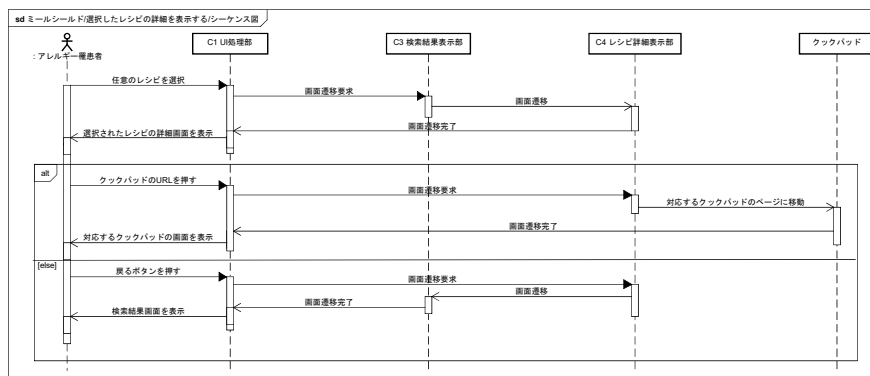 sd ミールシールド/選択したレシピの詳細を表示する/シーケンス図
: アレルギー罹患者
C1 UI処理部
C3 検索結果表示部
C4 レシピ詳細表示部
クックパッド
任意のレシピを選択
画面遷移要求
画面遷移
画面遷移完了
選択されたレシピの詳細画面を表示
alt
クックパッドのURLを押す
画面遷移要求
対応するクックパッドのページに移動
画面遷移完了
対応するクックパッドの画面を表示
[else]
戻るボタンを押す
画面遷移要求
画面遷移
画面遷移完了
検索結果画面を表示